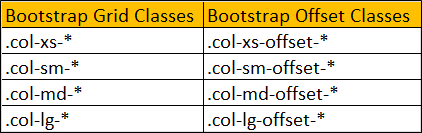 Bootstrap Grid Classes Bootstrap Offset Classes
.col-xs-* .col-xs-offset-*
.col-sm-* .col-sm-offset-*
.col-md-* .col-md-offset-*
.col-lg-* .col-lg-offset-*